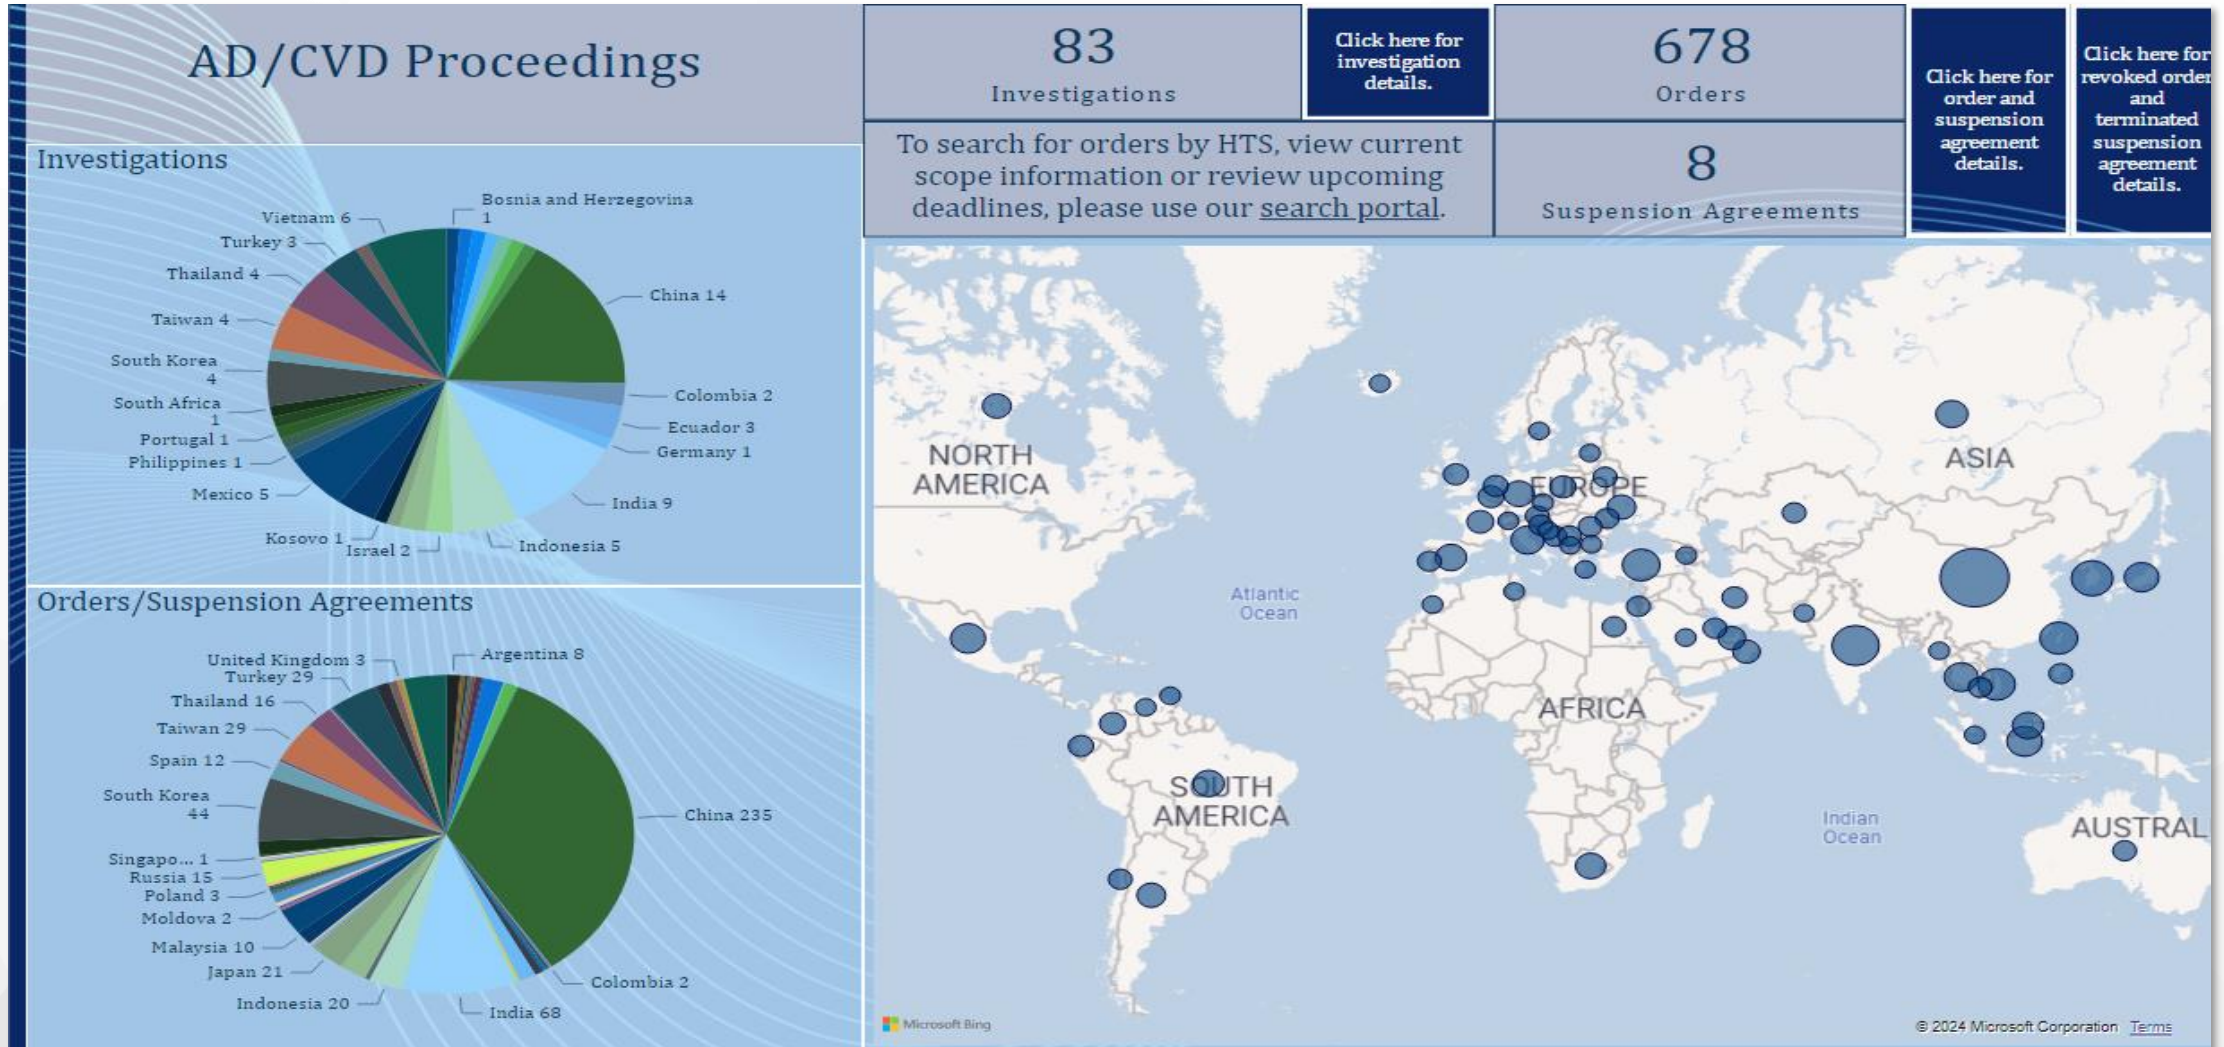 AD/CVD Proceedings
83
Investigations
Click here for
investigation
details.
678
Orders
Click here for
order and
suspension
agreement
details.
Click here for
revoked order
and
terminated
suspension
agreement
details.
To search for orders by HTS, view current
scope information or review upcoming
deadlines, please use our search portal.
8
Suspension Agreements
Investigations
Bosnia and Herzegovina
1
Vietnam 6
Turkey 3
Thailand 4
Taiwan 4
South Korea
4
South Africa
1
Portugal 1
Philippines 1
Mexico 5
Kosovo 1
Israel 2
Indonesia 5
India 9
Germany 1
Ecuador 3
Colombia 2
China 14
Orders/Suspension Agreements
Argentina 8
United Kingdom 3
Turkey 29
Thailand 16
Taiwan 29
Spain 12
South Korea
44
Singapo... 1
Russia 15
Poland 3
Moldova 2
Malaysia 10
Japan 21
Indonesia 20
India 68
Colombia 2
China 235
NORTH
AMERICA
EUROPE
ASIA
Atlantic
Ocean
AFRICA
SOUTH
AMERICA
Indian
Ocean
AUSTRAL
Microsoft Bing
© 2024 Microsoft Corporation Terms